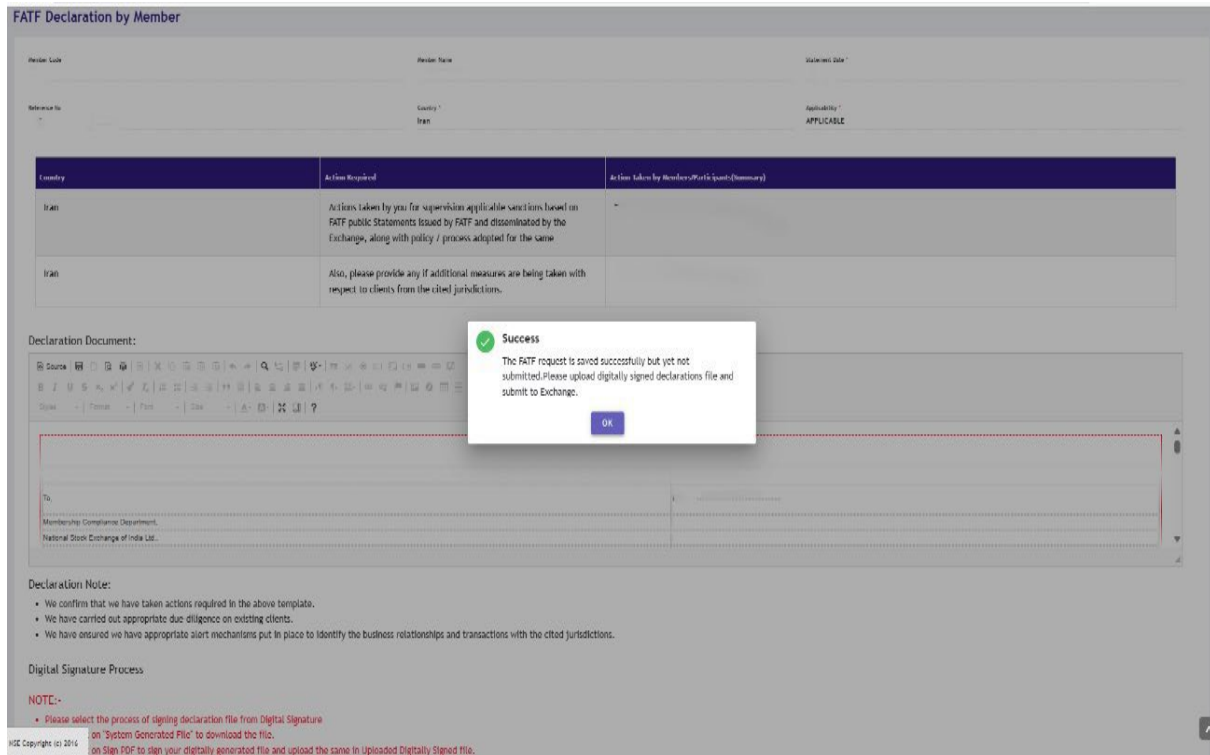 FATF Declaration by Member
Member Code
Member Name
Statement Date *
Reference No
Country *
Applicability *
Iran
APPLICABLE
Country
Action Required
Action Taken by Members/Participants(Summary)
Iran
Actions taken by you for supervision applicable sanctions based on
FATF public Statements issued by FATF and disseminated by the
Exchange, along with policy / process adopted for the same
Iran
Also, please provide any if additional measures are being taken with
respect to clients from the cited jurisdictions.
Declaration Document:
Success
The FATF request is saved successfully but yet not
submitted.Please upload digitally signed declarations file and
submit to Exchange.
OK
Source
Styles
Format
Font
Size
To,
Membership Compliance Department,
National Stock Exchange of India Ltd.,
Declaration Note:
• We confirm that we have taken actions required in the above template.
• We have carried out appropriate due diligence on existing clients.
• We have ensured we have appropriate alert mechanisms put in place to identify the business relationships and transactions with the cited jurisdictions.
Digital Signature Process
NOTE:-
• Please select the process of signing declaration file from Digital Signature
on "System Generated File" to download the file.
NSE Copyright (c) 2016
on Sign PDF to sign your digitally generated file and upload the same in Uploaded Digitally Signed file.